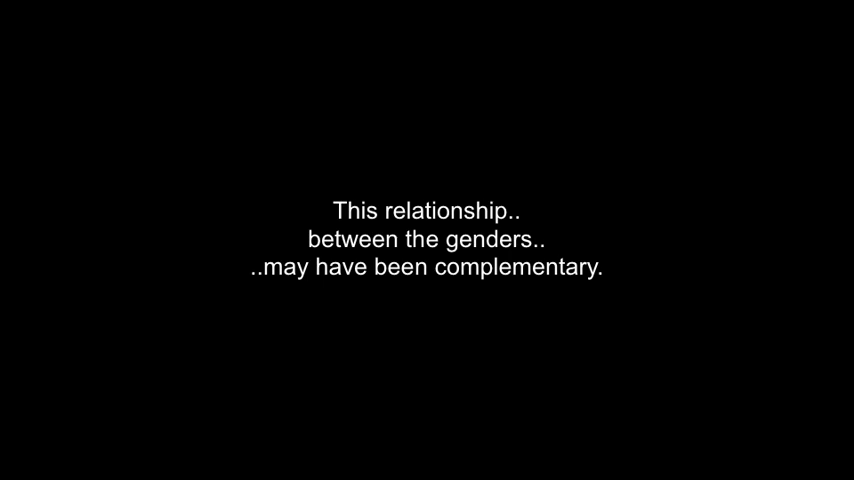 This relationship..
between the genders..
..may have been complementary.